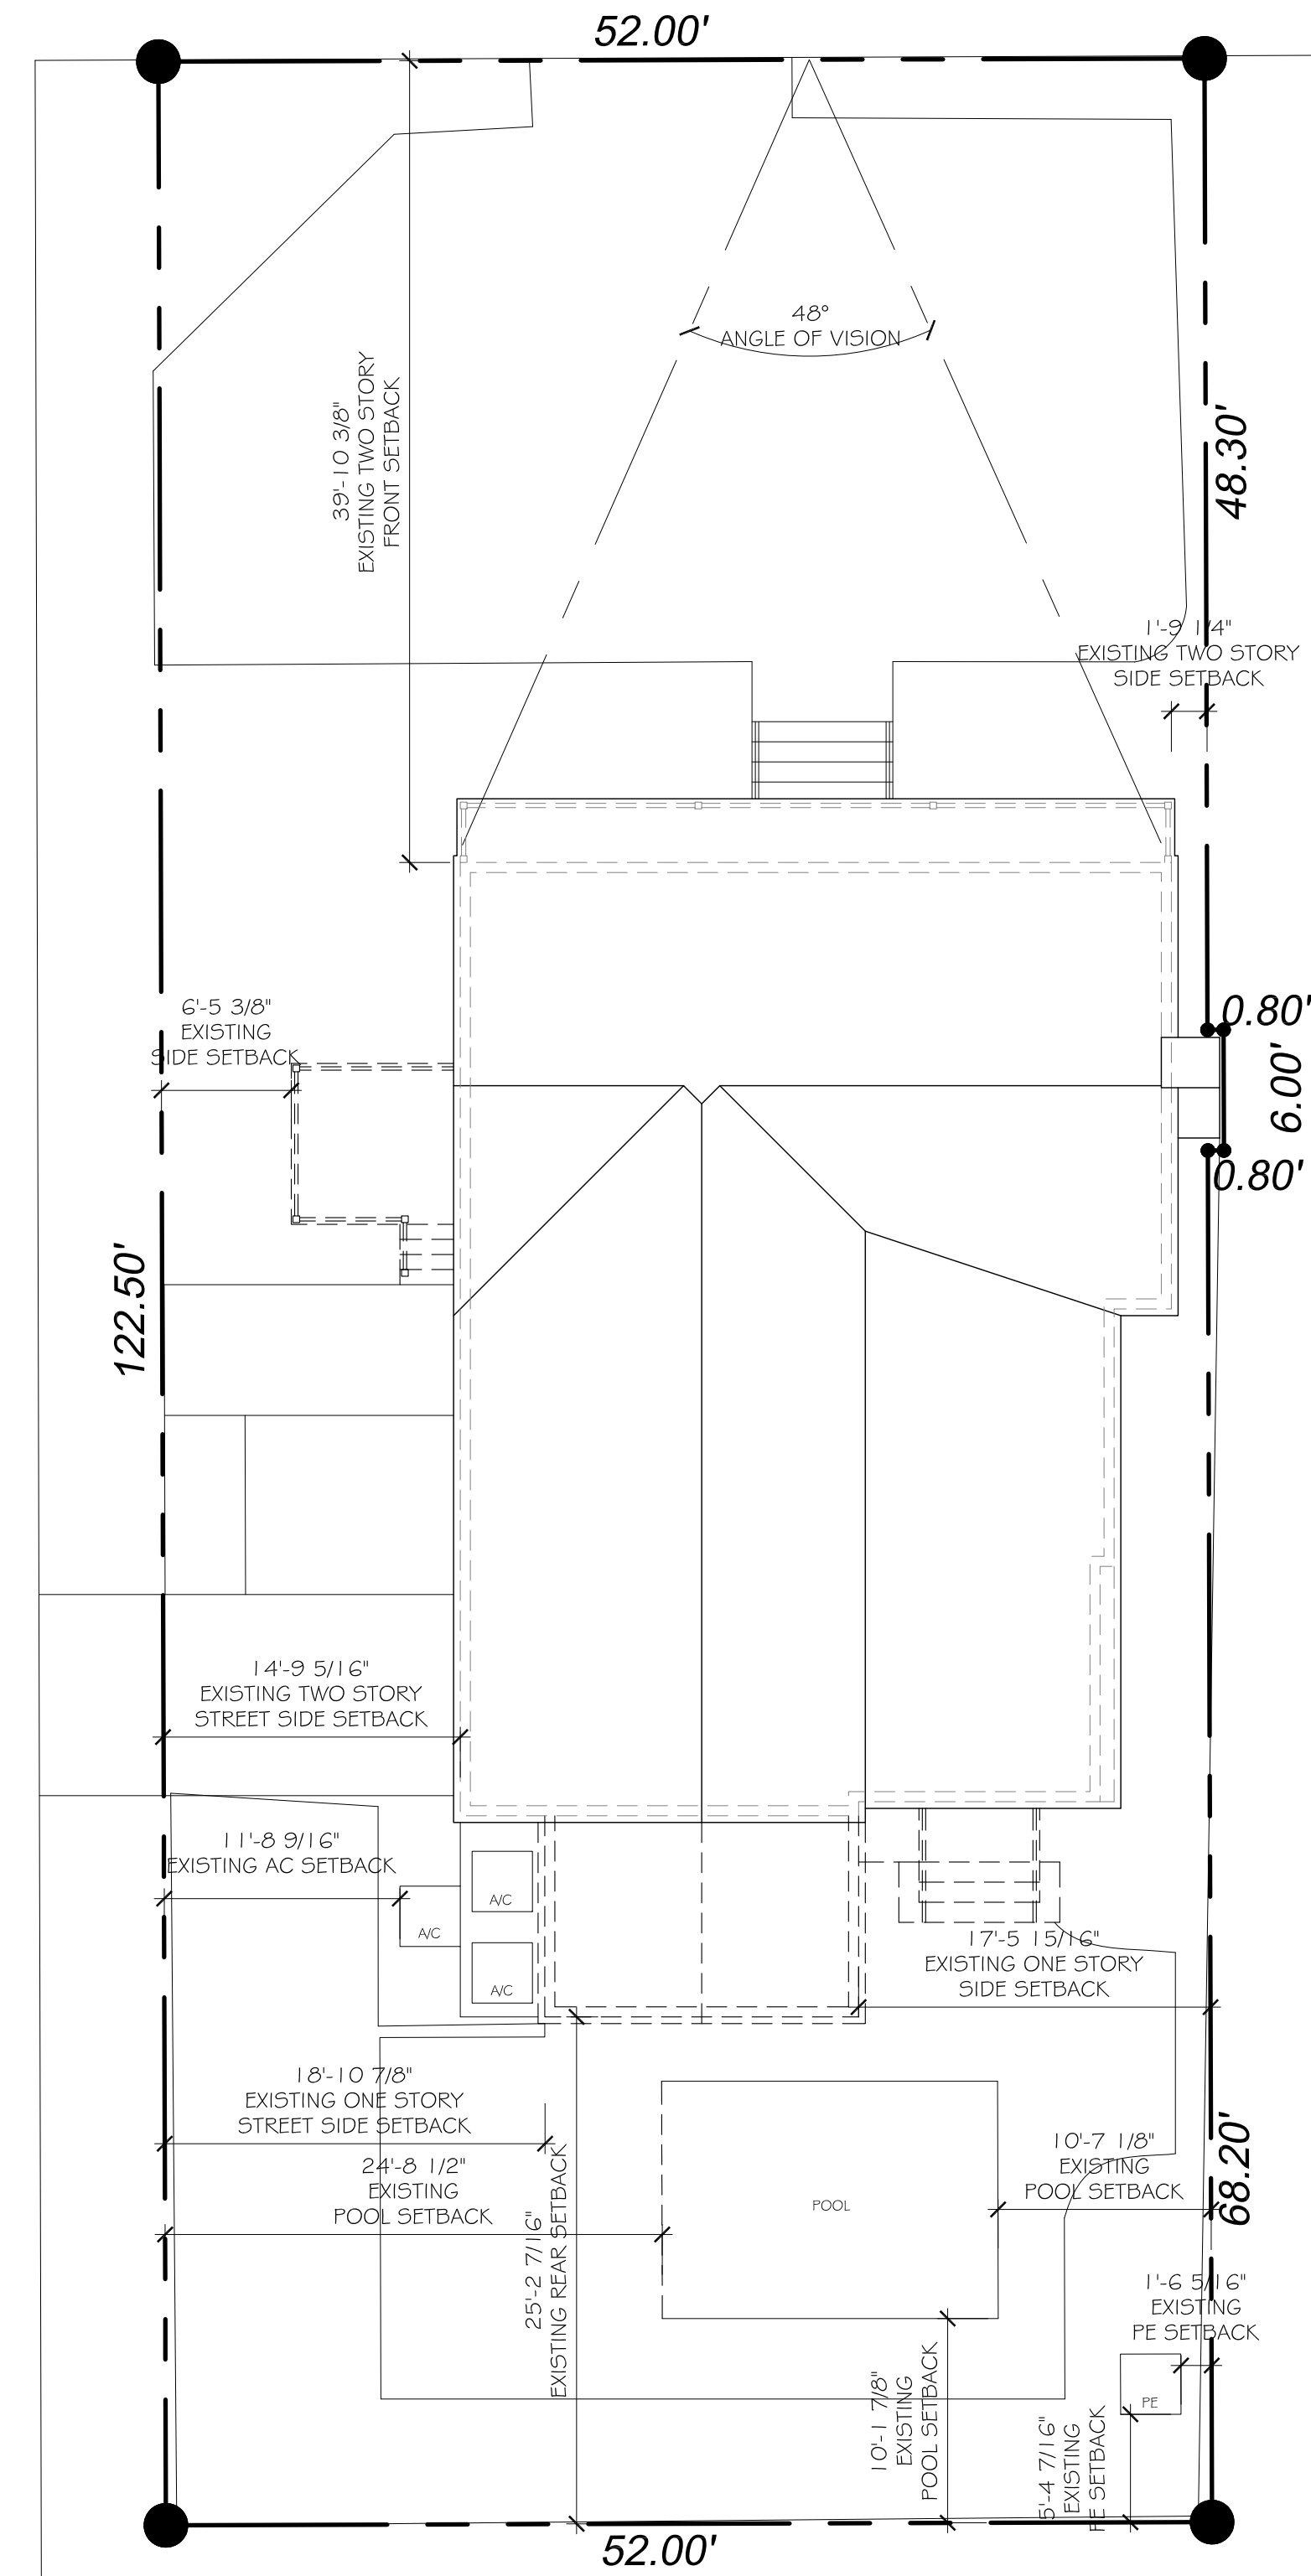 52.00'
48°
ANGLE OF VISION
39'-10 3/8"
EXISTING TWO STORY
FRONT SETBACK
48.30'
1'-9 1/4"
EXISTING TWO STORY
SIDE SETBACK
6'-5 3/8"
EXISTING
SIDE SETBACK
0.80'
6.00'
0.80'
122.50'
14'-9 5/16"
EXISTING TWO STORY
STREET SIDE SETBACK
11'-8 9/16"
EXISTING AC SETBACK
A/C
A/C
A/C
17'-5 15/16"
EXISTING ONE STORY
SIDE SETBACK
18'-10 7/8"
EXISTING ONE STORY
STREET SIDE SETBACK
24'-8 1/2"
EXISTING
POOL SETBACK
25'-2 7/16"
EXISTING REAR SETBACK
POOL
10'-7 1/8"
EXISTING
POOL SETBACK
68.20'
1'-6 5/16"
EXISTING
PE SETBACK
10'-1 7/8"
EXISTING
POOL SETBACK
PE
5'-4 7/16"
EXISTING
PE SETBACK
52.00'